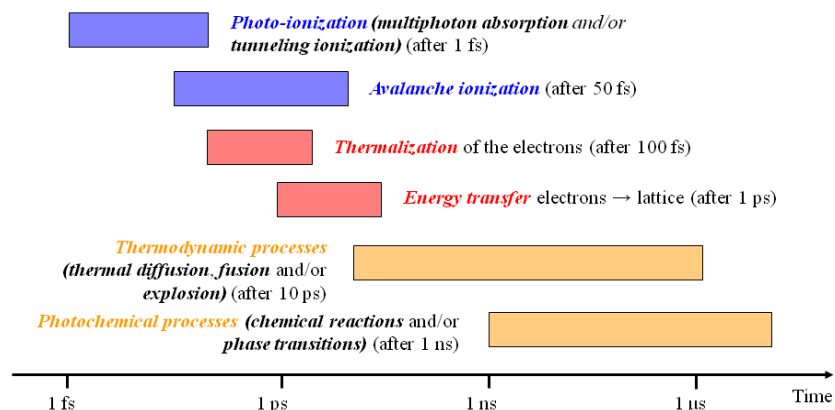 Photo-ionization (multiphoton absorption and/or
tunneling ionization) (after 1 fs)
Avalanche ionization (after 50 fs)
Thermalization of the electrons (after 100 fs)
Energy transfer electrons → lattice (after 1 ps)
Thermodynamic processes
(thermal diffusion, fusion and/or
explosion) (after 10 ps)
Photochemical processes (chemical reactions and/or
phase transitions) (after 1 ns)
1 fs 1 ps 1 ns 1 µs Time